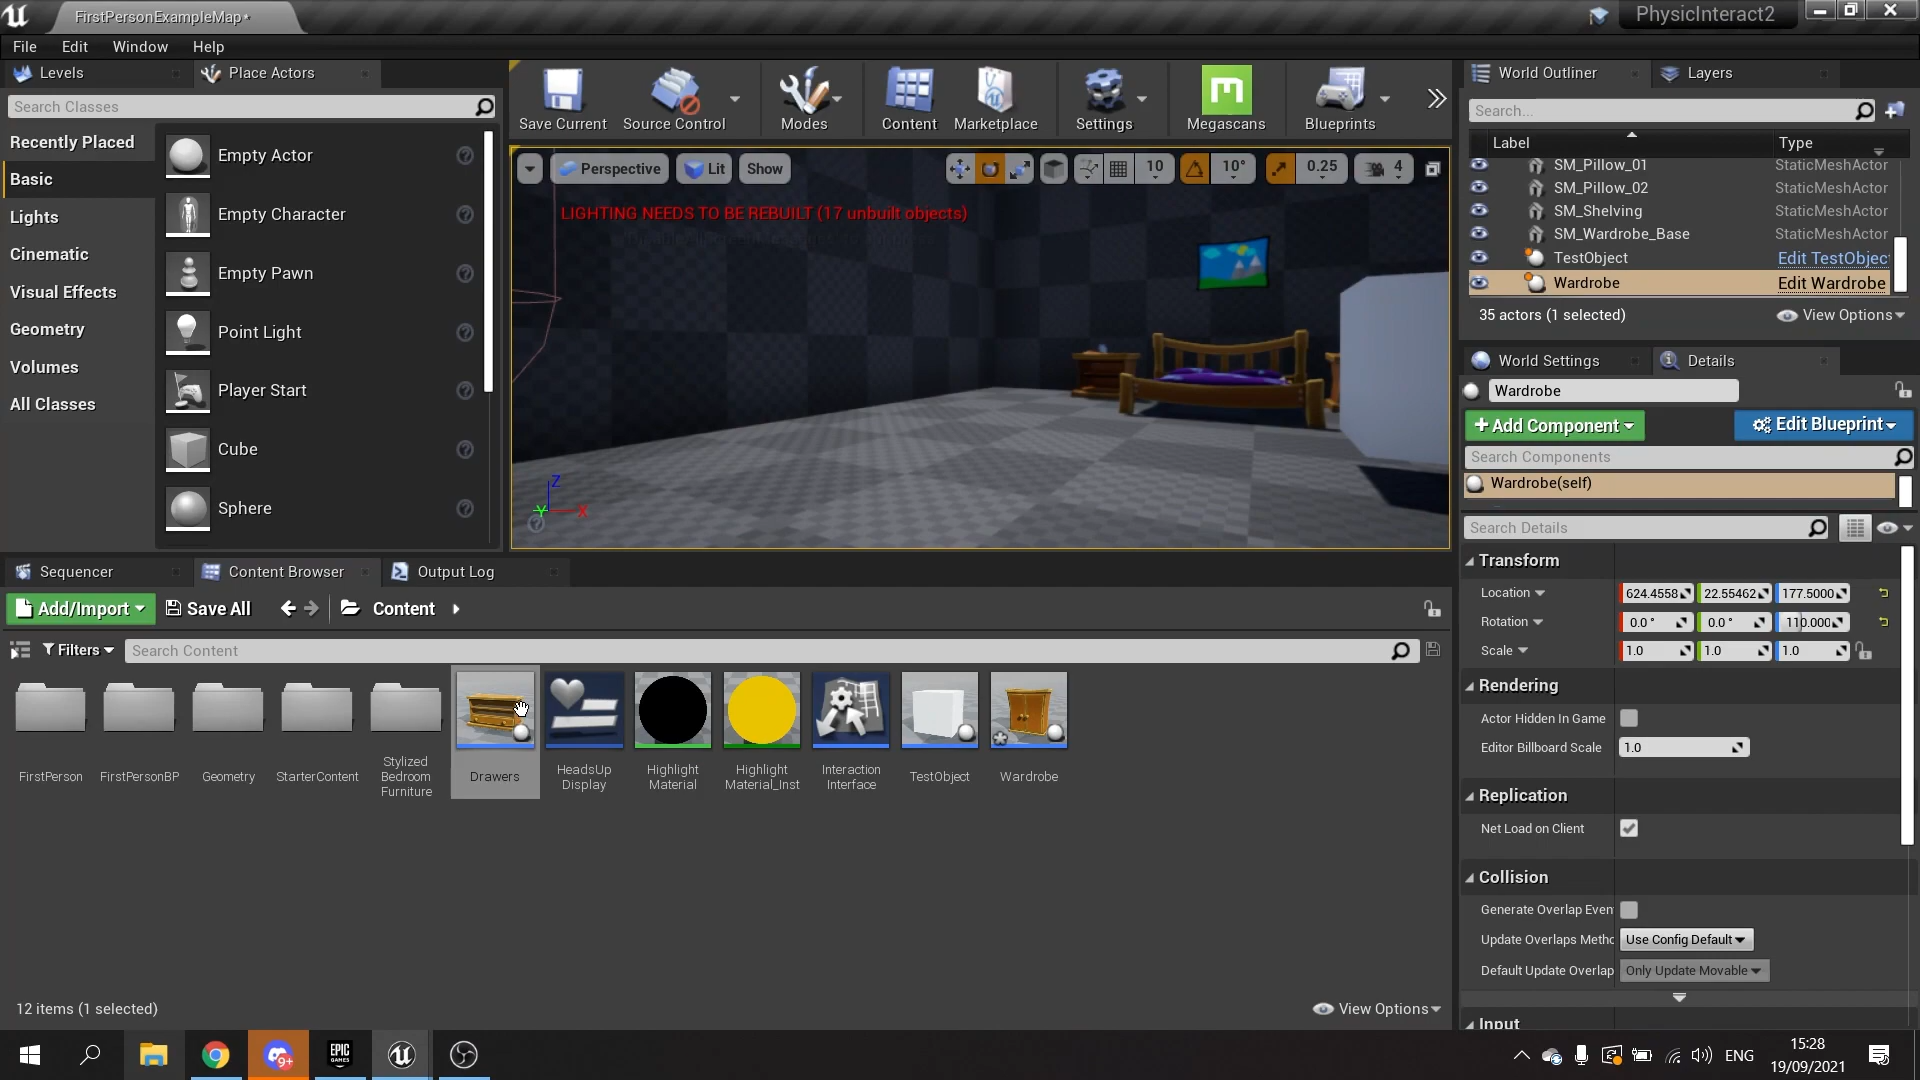 FirstPersonExampleMap*
PhysicInteract2
File Edit Window Help
Levels
Place Actors
Search Classes
Recently Placed
Basic
Lights
Cinematic
Visual Effects
Geometry
Volumes
All Classes
Empty Actor
Empty Character
Empty Pawn
Point Light
Player Start
Cube
Sphere
Save Current
Source Control
Modes
Content
Marketplace
Settings
Megascans
Blueprints
Perspective
Lit
Show
10
10°
0.25
4
LIGHTING NEEDS TO BE REBUILT (17 unbuilt objects)
Z
Y
X
World Outliner
Layers
Search...
Label
Type
SM_Pillow_01 StaticMeshActor
SM_Pillow_02 StaticMeshActor
SM_Shelving StaticMeshActor
SM_Wardrobe_Base StaticMeshActor
TestObject Edit TestObjec
Wardrobe Edit Wardrobe
35 actors (1 selected)
View Options
World Settings
Details
Wardrobe
+Add Component
Edit Blueprint
Search Components
Wardrobe(self)
Search Details
Transform
Location 624.4558 22.55462 177.5000
Rotation 0.0 ° 0.0 ° 110.000
Scale 1.0 1.0 1.0
Rendering
Actor Hidden In Game
Editor Billboard Scale 1.0
Replication
Net Load on Client
Collision
Generate Overlap Even
Update Overlaps Metho Use Config Default
Default Update Overlap Only Update Movable
Input
Sequencer
Content Browser
Output Log
Add/Import
Save All
Content
Filters
Search Content
FirstPerson
FirstPersonBP
Geometry
StarterContent
Stylized
Bedroom
Furniture
Drawers
HeadsUp
Display
Highlight
Material
Highlight
Material_Inst
Interaction
Interface
TestObject
Wardrobe
12 items (1 selected)
View Options
9+
EPIC
GAMES
ENG
15:28
19/09/2021